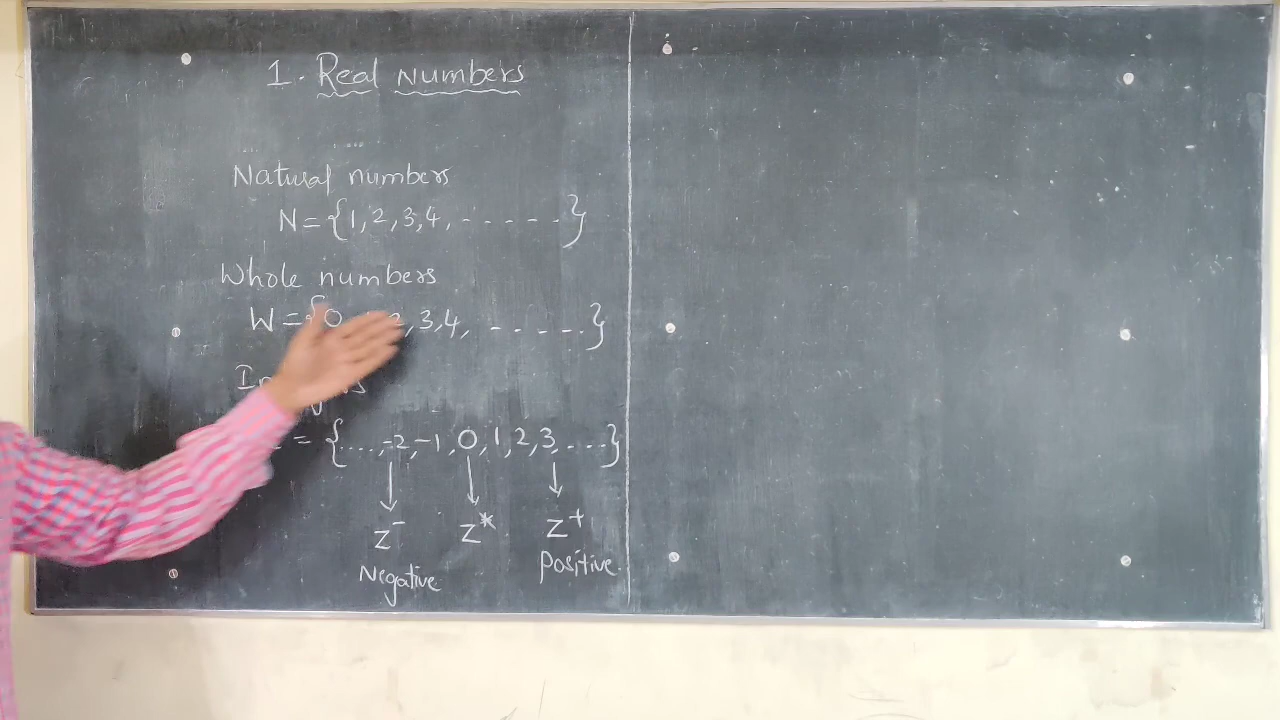 1. Real Numbers
Natural numbers
N = {1, 2, 3, 4, - - - - - -}
Whole numbers
W = {0, 2, 3, 4, - - - - - -}
= {...., -2, -1, 0, 1, 2, 3, ....}
Z⁻ Z* Z⁺
Negative Positive